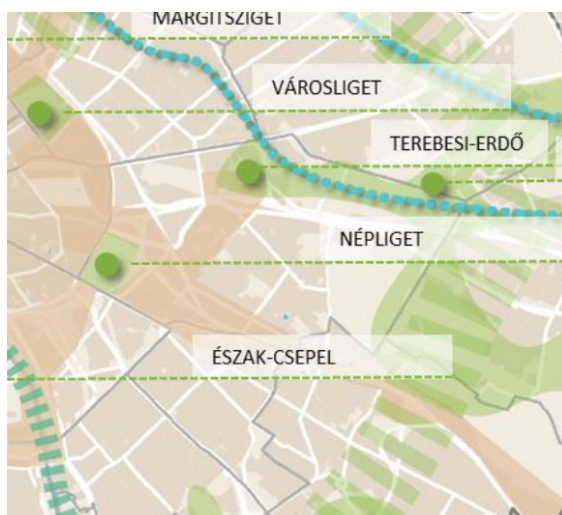 MARGITSZIGET
VÁROSLIGET
TEREBESI-ERDŐ
NÉPLIGET
ÉSZAK-CSEPEL